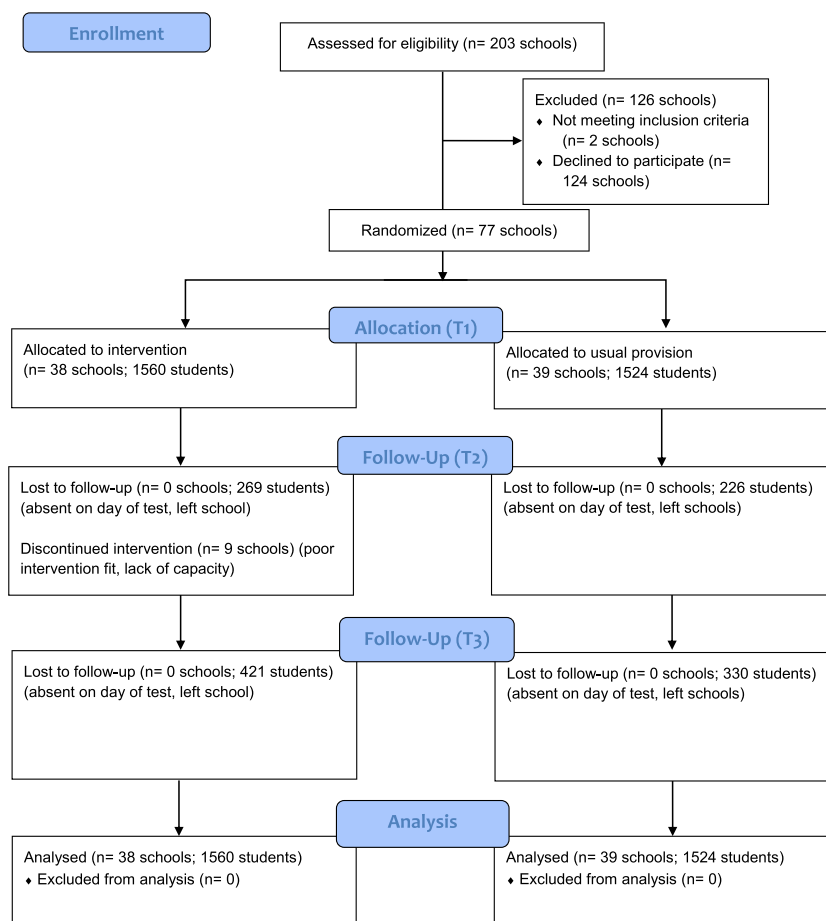 Enrollment
Assessed for eligibility (n= 203 schools)
Excluded (n= 126 schools)
♦ Not meeting inclusion criteria
(n= 2 schools)
♦ Declined to participate (n=
124 schools)
Randomized (n= 77 schools)
Allocation (T1)
Allocated to intervention
(n= 38 schools; 1560 students)
Allocated to usual provision
(n= 39 schools; 1524 students)
Follow-Up (T2)
Lost to follow-up (n= 0 schools; 269 students)
(absent on day of test, left school)
Discontinued intervention (n= 9 schools) (poor
intervention fit, lack of capacity)
Lost to follow-up (n= 0 schools; 226 students)
(absent on day of test, left schools)
Follow-Up (T3)
Lost to follow-up (n= 0 schools; 421 students)
(absent on day of test, left school)
Lost to follow-up (n= 0 schools; 330 students)
(absent on day of test, left schools)
Analysis
Analysed (n= 38 schools; 1560 students)
♦ Excluded from analysis (n= 0)
Analysed (n= 39 schools; 1524 students)
♦ Excluded from analysis (n= 0)